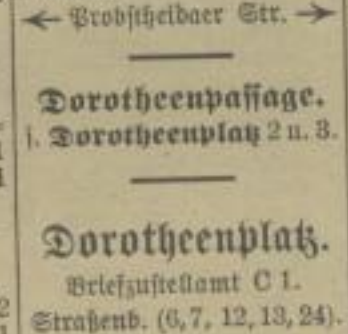 ← Probstheidaer Str. →
Dorotheenpassage.
s. Dorotheenplatz 2 u. 3.
Dorotheenplatz.
Briefzustellamt C 1.
Straßenb. (6, 7, 12, 13, 24).